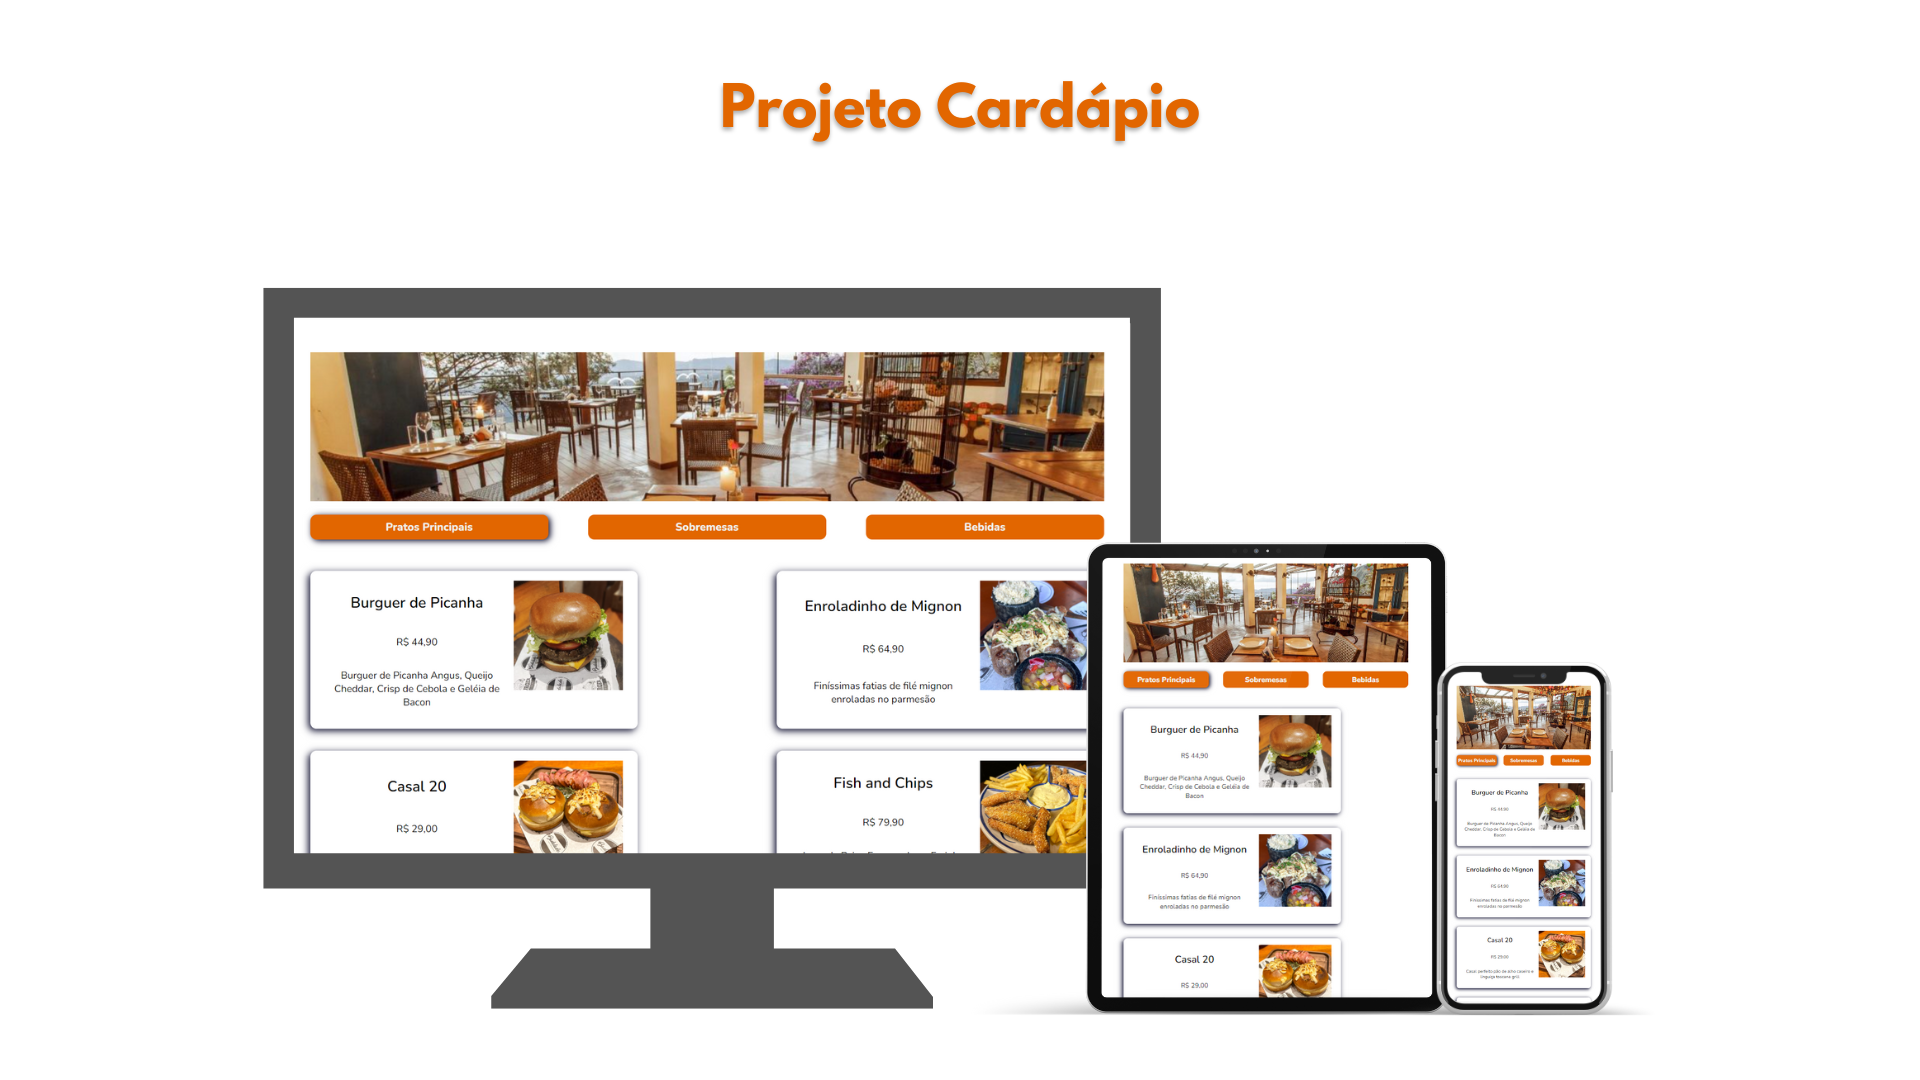 Projeto Cardápio
Pratos Principais
Sobremesas
Bebidas
Burguer de Picanha
R$ 44,90
Burguer de Picanha Angus, Queijo
Cheddar, Crisp de Cebola e Geléia de
Bacon
Enroladinho de Mignon
R$ 64,90
Finíssimas fatias de filé mignon
enroladas no parmesão
Casal 20
R$ 29,00
Fish and Chips
R$ 79,90
Pratos Principais
Sobremesas
Bebidas
Burguer de Picanha
R$ 44,90
Burguer de Picanha Angus, Queijo
Cheddar, Crisp de Cebola e Geléia de
Bacon
Enroladinho de Mignon
R$ 64,90
Finíssimas fatias de filé mignon
enroladas no parmesão
Casal 20
R$ 29,00
Pratos Principais
Sobremesas
Bebidas
Burguer de Picanha
R$ 44,90
Burguer de Picanha Angus, Queijo
Cheddar, Crisp de Cebola e Geléia de
Bacon
Enroladinho de Mignon
R$ 64,90
Finíssimas fatias de filé mignon
enroladas no parmesão
Casal 20
R$ 29,00